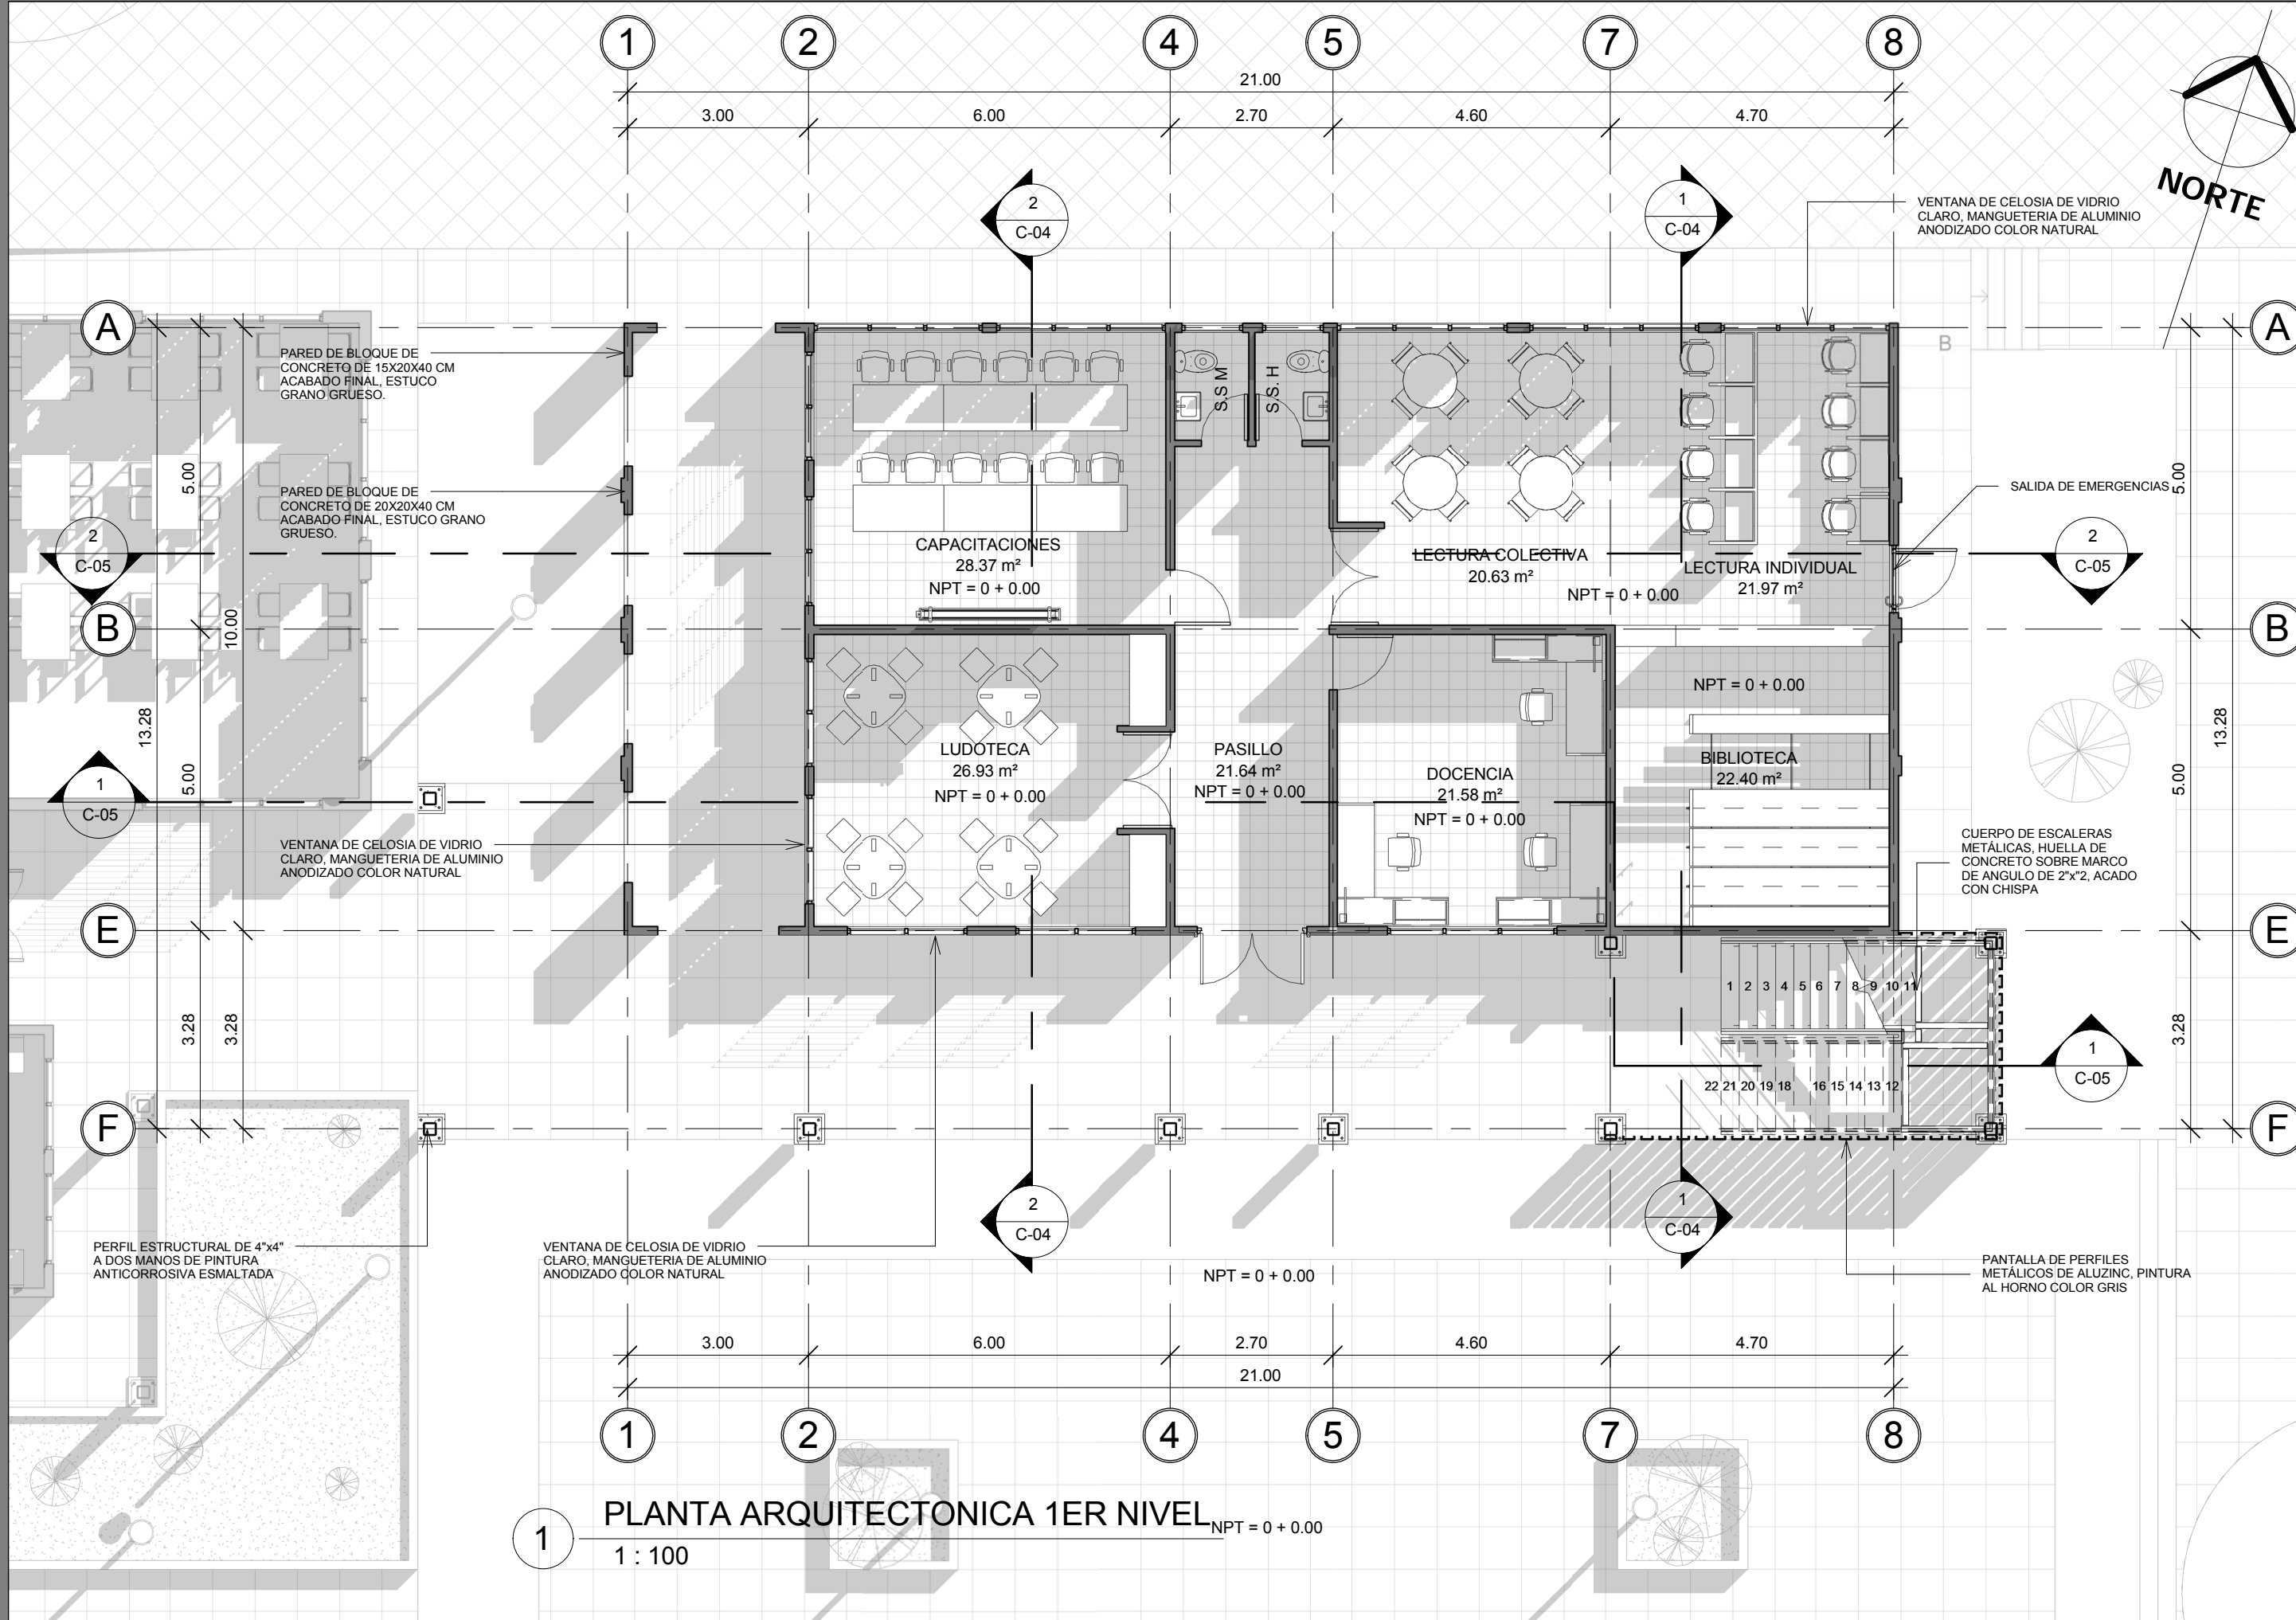 1
2
4
5
7
8
21.00
3.00
6.00
2.70
4.60
4.70
NORTE
2
C-04
1
C-04
VENTANA DE CELOSIA DE VIDRIO
CLARO, MANGUETERIA DE ALUMINIO
ANODIZADO COLOR NATURAL
A
A
B
PARED DE BLOQUE DE
CONCRETO DE 15X20X40 CM
ACABADO FINAL, ESTUCO
GRANO GRUESO.
S.S M
S.S. H
5.00
5.00
PARED DE BLOQUE DE
CONCRETO DE 20X20X40 CM
ACABADO FINAL, ESTUCO GRANO
GRUESO.
SALIDA DE EMERGENCIAS
2
C-05
2
C-05
CAPACITACIONES
28.37 m²
NPT = 0 + 0.00
LECTURA COLECTIVA
20.63 m²
NPT = 0 + 0.00
LECTURA INDIVIDUAL
21.97 m²
B
B
10.00
13.28
13.28
NPT = 0 + 0.00
LUDOTECA
26.93 m²
NPT = 0 + 0.00
PASILLO
21.64 m²
NPT = 0 + 0.00
DOCENCIA
21.58 m²
NPT = 0 + 0.00
BIBLIOTECA
22.40 m²
5.00
5.00
1
C-05
VENTANA DE CELOSIA DE VIDRIO
CLARO, MANGUETERIA DE ALUMINIO
ANODIZADO COLOR NATURAL
CUERPO DE ESCALERAS
METÁLICAS, HUELLA DE
CONCRETO SOBRE MARCO
DE ANGULO DE 2"x"2, ACADO
CON CHISPA
E
E
1 2 3 4 5 6 7 8 9 10 11
3.28
3.28
3.28
1
C-05
22 21 20 19 18 16 15 14 13 12
F
F
2
C-04
1
C-04
PERFIL ESTRUCTURAL DE 4"x4"
A DOS MANOS DE PINTURA
ANTICORROSIVA ESMALTADA
VENTANA DE CELOSIA DE VIDRIO
CLARO, MANGUETERIA DE ALUMINIO
ANODIZADO COLOR NATURAL
NPT = 0 + 0.00
PANTALLA DE PERFILES
METÁLICOS DE ALUZINC, PINTURA
AL HORNO COLOR GRIS
3.00
6.00
2.70
4.60
4.70
21.00
1
2
4
5
7
8
1
PLANTA ARQUITECTONICA 1ER NIVEL
NPT = 0 + 0.00
1 : 100